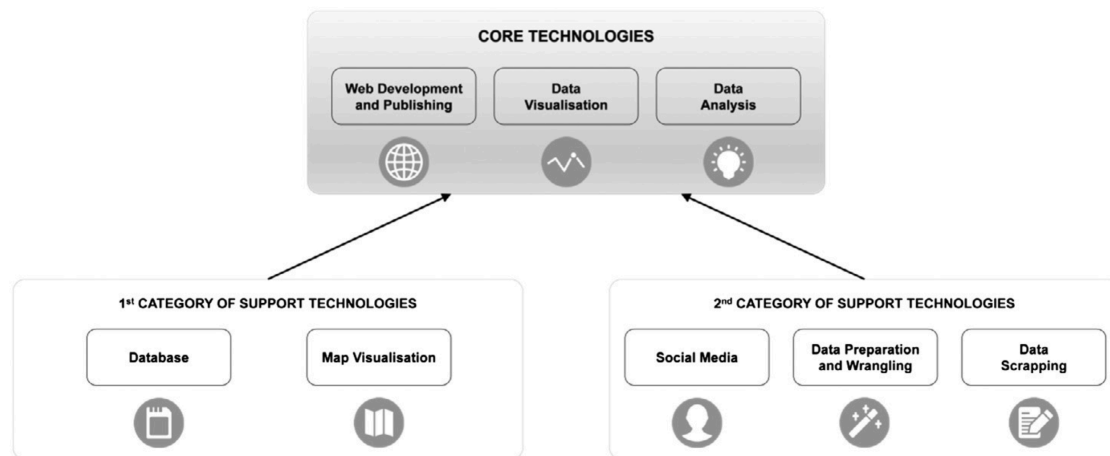 CORE TECHNOLOGIES
Web Development
and Publishing
Data
Visualisation
Data
Analysis
1st CATEGORY OF SUPPORT TECHNOLOGIES
Database
Map Visualisation
2nd CATEGORY OF SUPPORT TECHNOLOGIES
Social Media
Data Preparation
and Wrangling
Data
Scrapping